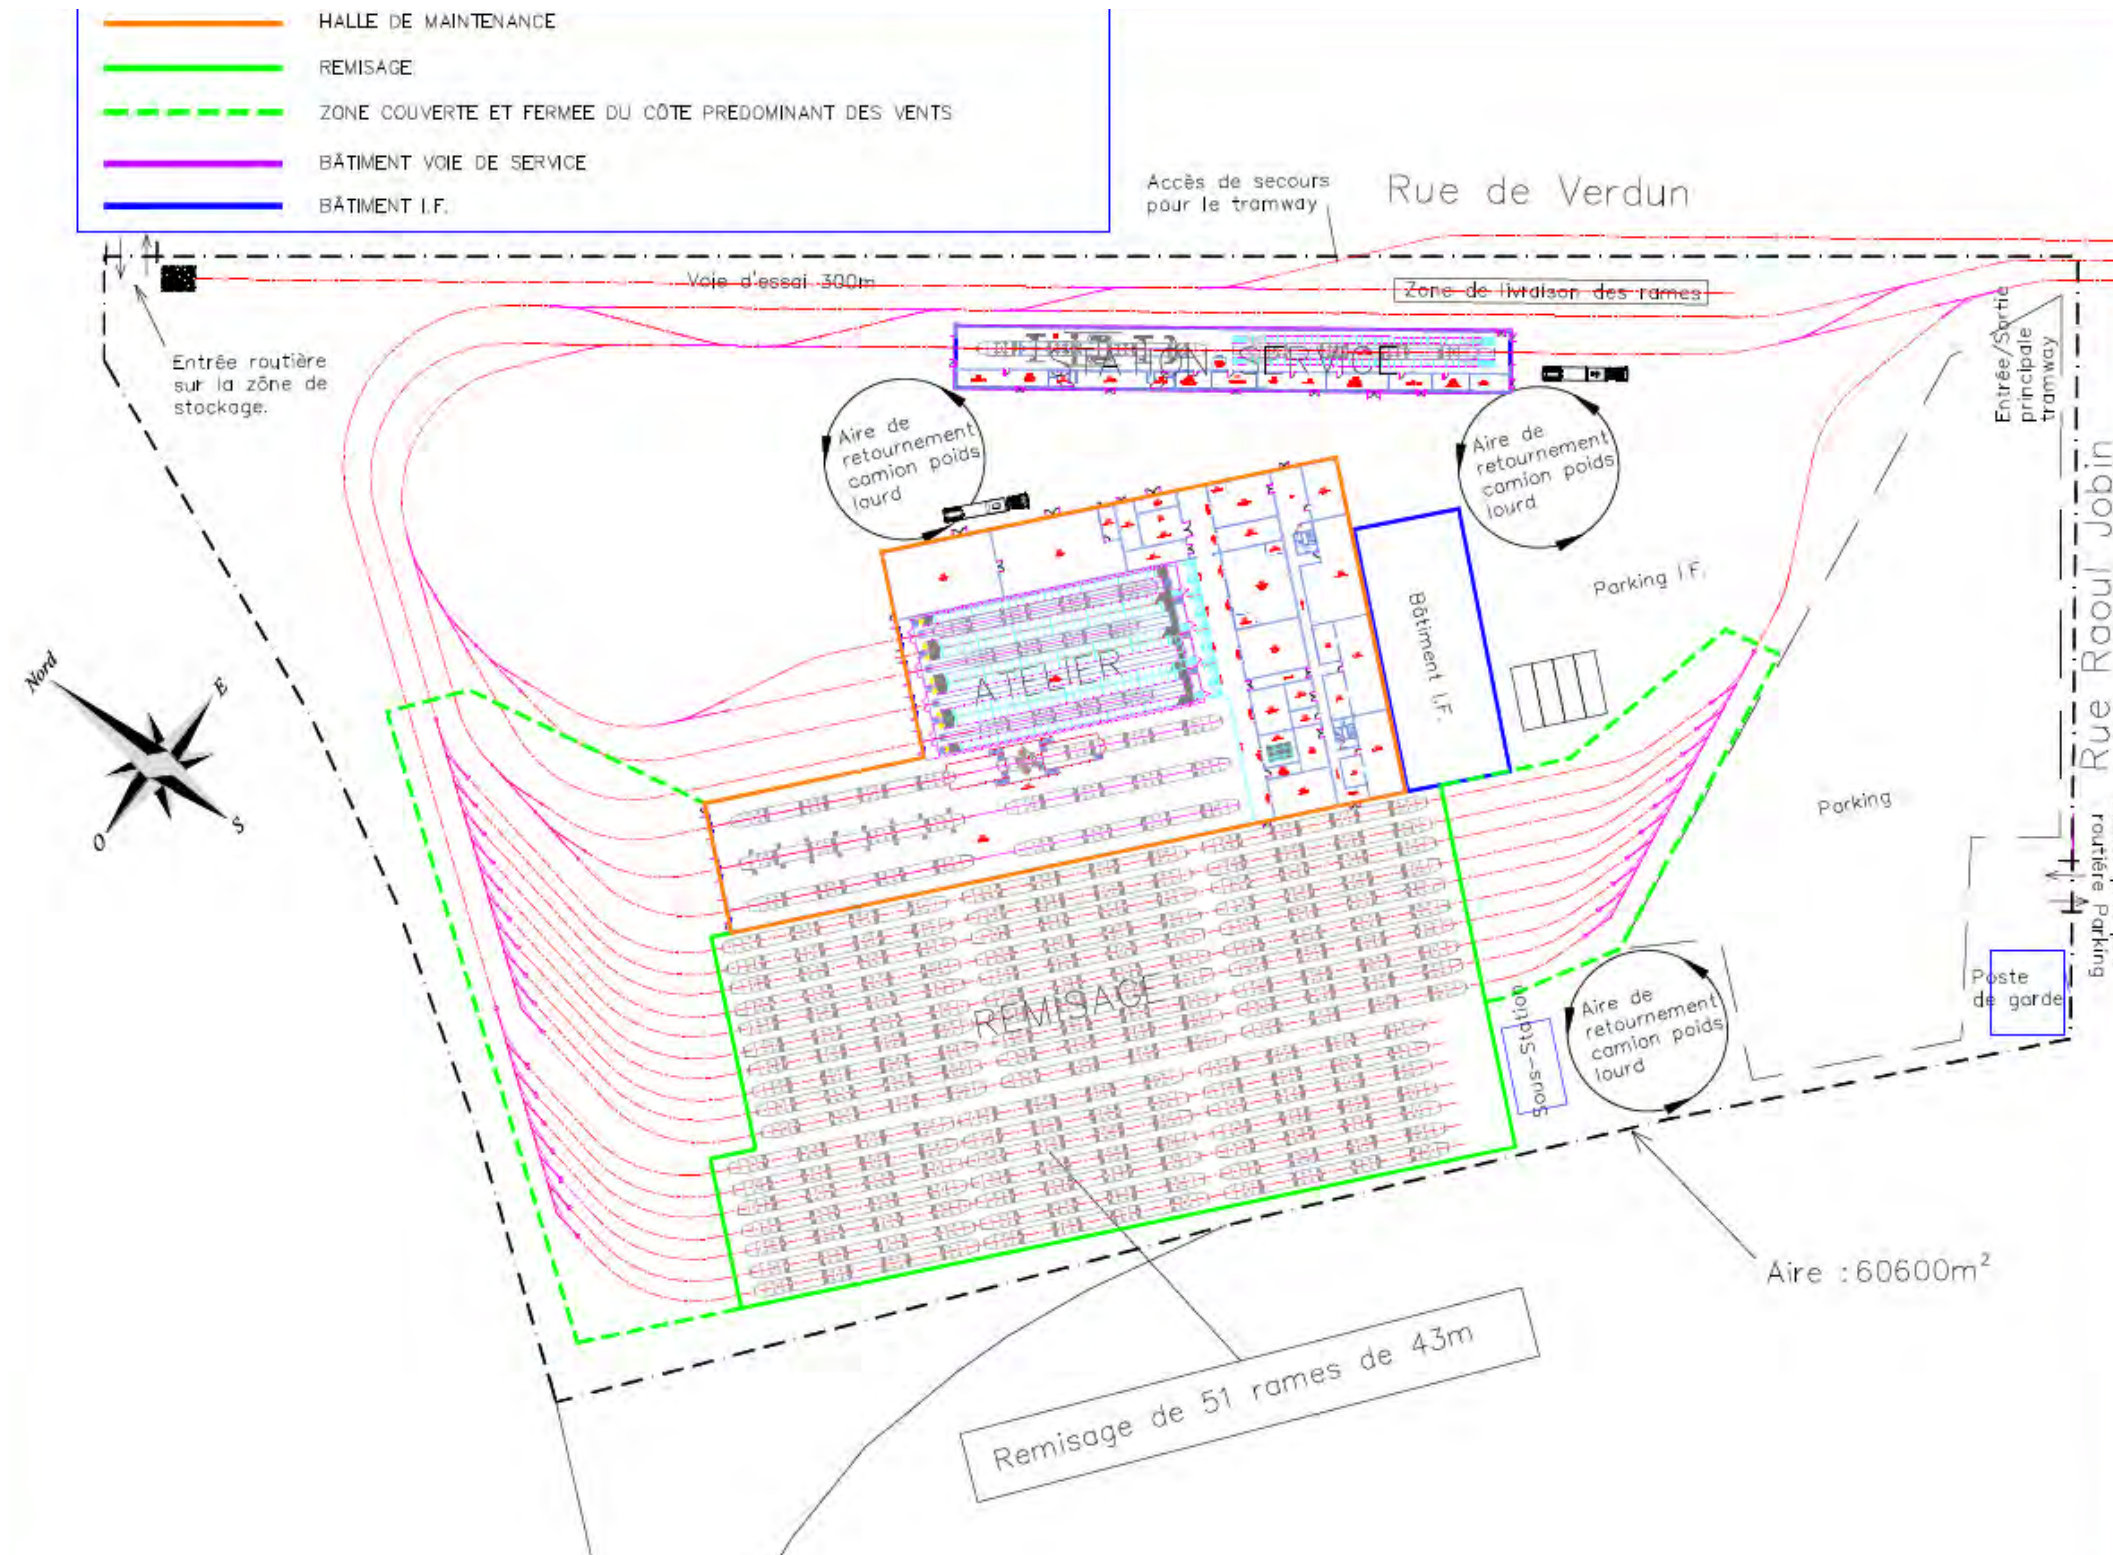 HALLE DE MAINTENANCE
REMISAGE
ZONE COUVERTE ET FERMEE DU CÔTE PREDOMINANT DES VENTS
BÂTIMENT VOIE DE SERVICE
BÂTIMENT I.F.
Accès de secours
pour le tramway
Rue de Verdun
Voie d'essai 300m
Zone de livraison des rames
Entrée routière
sur la zône de
stockage.
STATION SERVICE
Entrée/Sortie
principale
tramway
Aire de
retournement
camion poids
lourd
Aire de
retournement
camion poids
lourd
Rue Raoul Jobin
Parking I.F.
Bâtiment I.F.
ATELIER
Nord
E
O
S
Parking
routière Parking
REMISAGE
Sous-Station
Aire de
retournement
camion poids
lourd
Poste
de garde
Aire :60600m²
Remisage de 51 rames de 43m